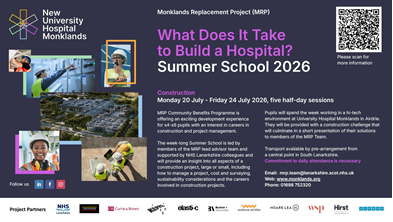 New
University
Hospital
Monklands
Monklands Replacement Project (MRP)
What Does It Take
to Build a Hospital?
Summer School 2026
Please scan for
more information
Construction
Monday 20 July - Friday 24 July 2026, five half-day sessions
MRP Community Benefits Programme is
offering an exciting development experience
for s4-s6 pupils with an interest in careers in
construction and project management.
The week-long Summer School is led by
members of the MRP lead advisor team and
supported by NHS Lanarkshire colleagues and
will provide an insight into all aspects of a
construction project, large or small, including
how to manage a project, cost and surveying,
sustainability considerations and the careers
involved in construction projects.
Pupils will spend the week working in a hi-tech
environment at University Hospital Monklands in Airdrie.
They will be provided with a construction challenge that
will culminate in a short presentation of their solutions
to members of the MRP Team.
Transport available by pre-arrangement from
a central point in South Lanarkshire.
Commitment to daily attendance is necessary
Email: mrp.team@lanarkshire.scot.nhs.uk
Web: www.monklands.org
Phone: 01698 752320
Follow us
Project Partners
NHS
Lanarkshire
Currie & Brown
wsp
Hirst